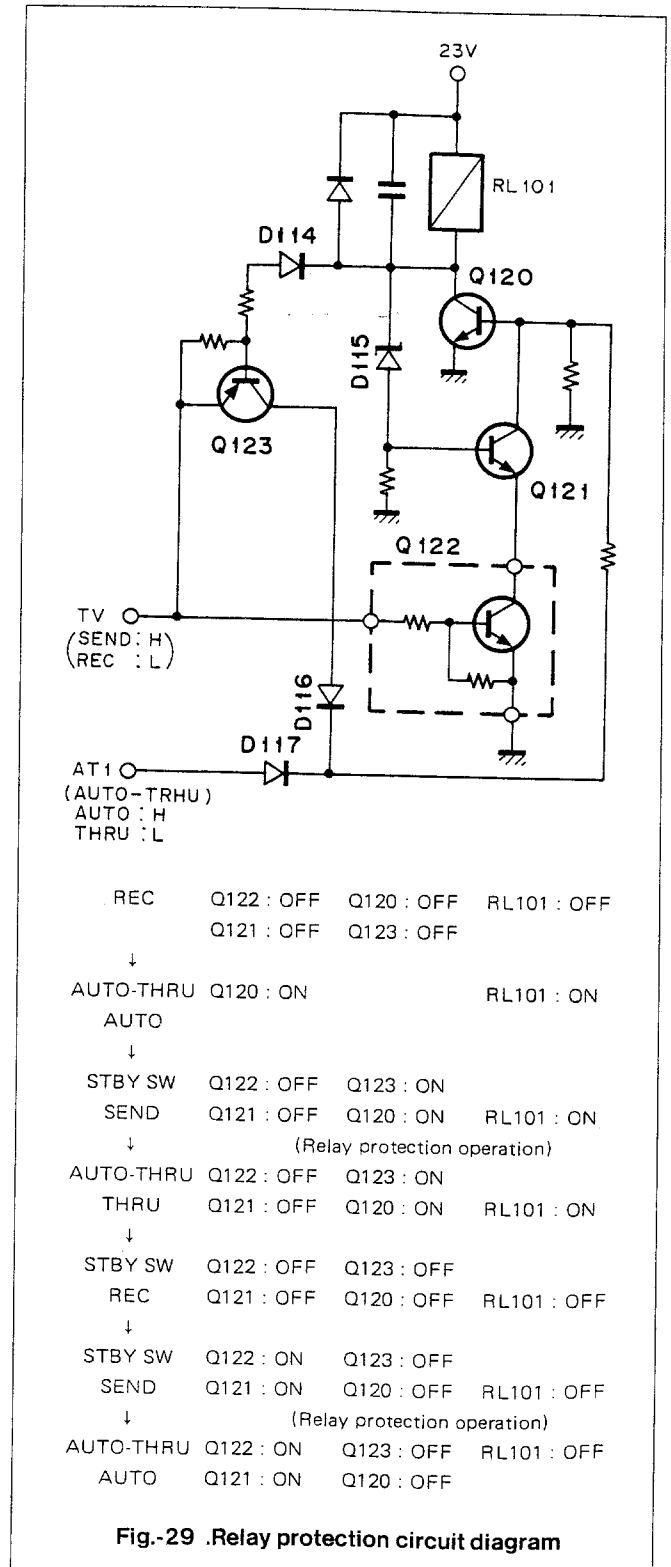 23V
RL101
D114
Q120
D115
Q123
Q121
Q122
TV
(SEND: H)
(REC : L)
D116
D117
AT1
(AUTO-TRHU)
AUTO : H
THRU : L
REC Q122 : OFF Q120 : OFF RL101 : OFF
Q121 : OFF Q123 : OFF
↓
AUTO-THRU Q120 : ON RL101 : ON
AUTO
↓
STBY SW Q122 : OFF Q123 : ON
SEND Q121 : OFF Q120 : ON RL101 : ON
↓ (Relay protection operation)
AUTO-THRU Q122 : OFF Q123 : ON
THRU Q121 : OFF Q120 : ON RL101 : ON
↓
STBY SW Q122 : OFF Q123 : OFF
REC Q121 : OFF Q120 : OFF RL101 : OFF
↓
STBY SW Q122 : ON Q123 : OFF
SEND Q121 : ON Q120 : OFF RL101 : OFF
↓ (Relay protection operation)
AUTO-THRU Q122 : ON Q123 : OFF RL101 : OFF
AUTO Q121 : ON Q120 : OFF
Fig.-29 .Relay protection circuit diagram